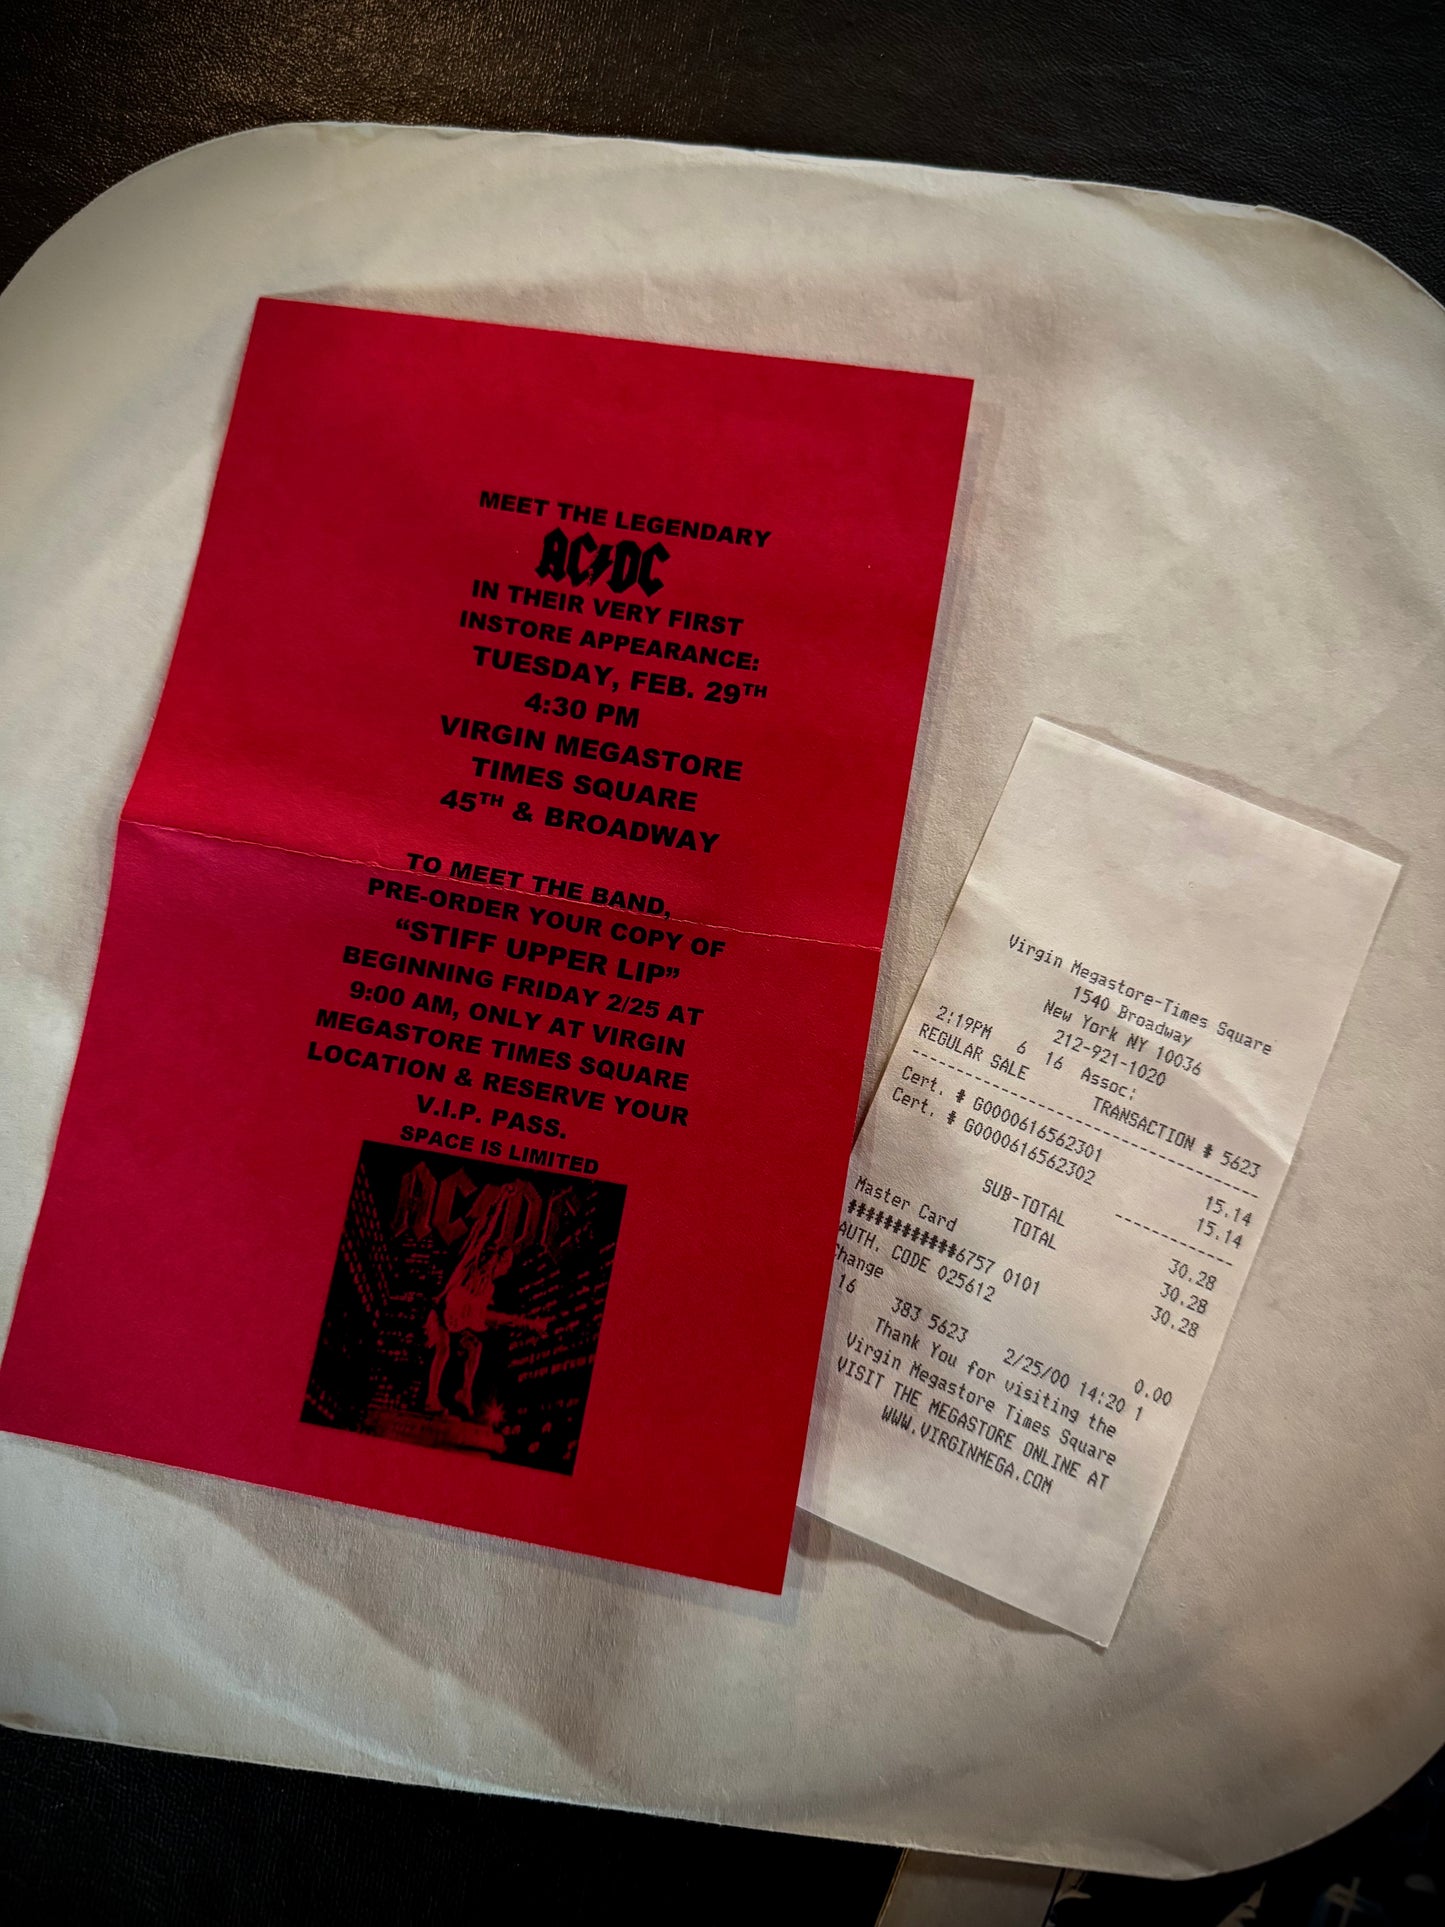 MEET THE LEGENDARY
AC⚡DC
IN THEIR VERY FIRST
INSTORE APPEARANCE:
TUESDAY, FEB. 29TH
4:30 PM
VIRGIN MEGASTORE
TIMES SQUARE
45TH & BROADWAY
TO MEET THE BAND,
PRE-ORDER YOUR COPY OF
“STIFF UPPER LIP”
BEGINNING FRIDAY 2/25 AT
9:00 AM, ONLY AT VIRGIN
MEGASTORE TIMES SQUARE
LOCATION & RESERVE YOUR
V.I.P. PASS.
SPACE IS LIMITED
AC⚡DC
Virgin Megastore-Times Square
1540 Broadway
New York NY 10036
212-921-1020
2:19PM 6 16 Assoc:
REGULAR SALE TRANSACTION # 5623
Cert. # G0000616562301 15.14
Cert. # G0000616562302 15.14
SUB-TOTAL 30.28
TOTAL 30.28
Master Card 30.28
############6757 0101
AUTH. CODE 025612
Change 0.00
16 383 5623 2/25/00 14:20 1
Thank You for visiting the
Virgin Megastore Times Square
VISIT THE MEGASTORE ONLINE AT
WWW.VIRGINMEGA.COM